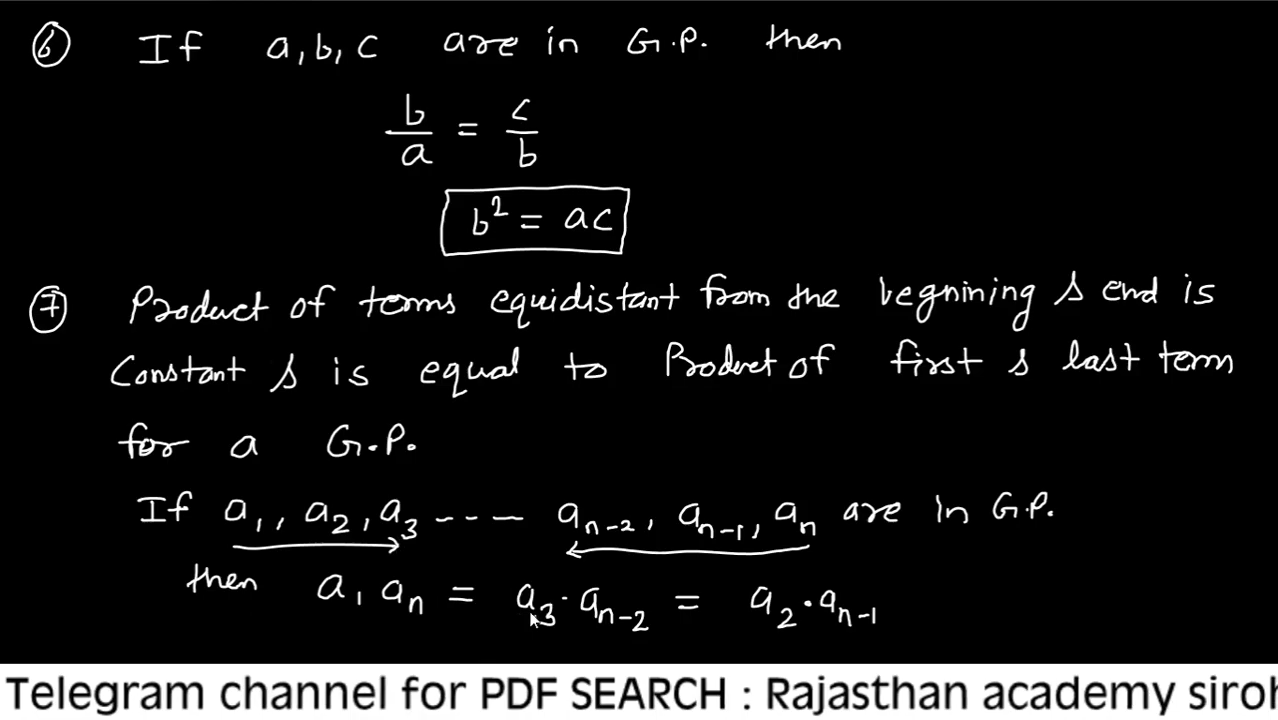 ⑥ If a, b, c are in G.P. then
b/a = c/b
b² = ac
⑦ Product of terms equidistant from the begnining & end is
Constant & is equal to Product of first & last term
for a G.P.
If a₁, a₂, a₃ ---- aₙ₋₂, aₙ₋₁, aₙ are in G.P.
then a₁ aₙ = a₃ · aₙ₋₂ = a₂ · aₙ₋₁
Telegram channel for PDF SEARCH : Rajasthan academy siroh